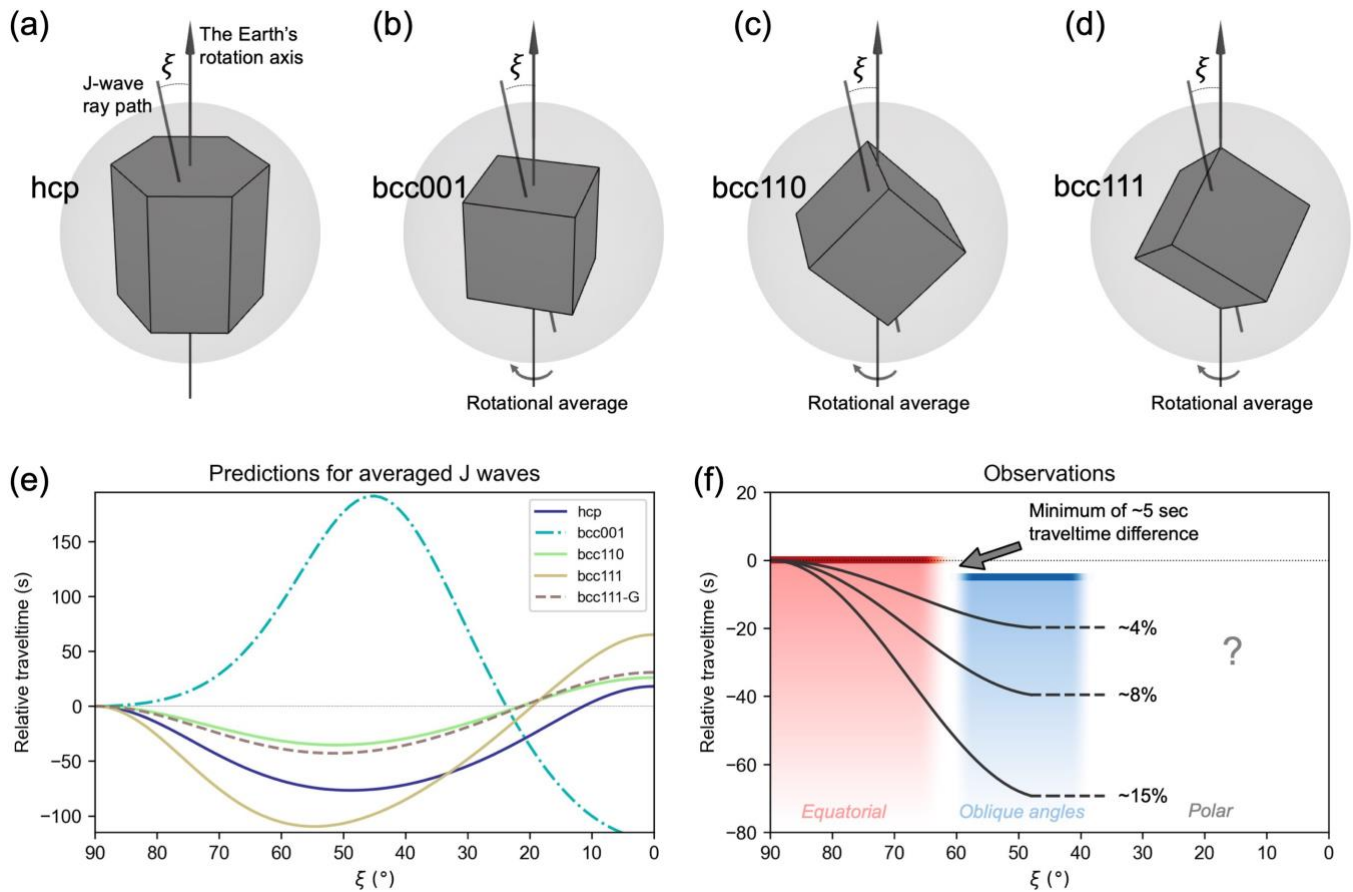 (a)
The Earth's
rotation axis
ξ
J-wave
ray path
hcp
(b)
ξ
bcc001
Rotational average
(c)
ξ
bcc110
Rotational average
(d)
ξ
bcc111
Rotational average
(e)
Predictions for averaged J waves
Relative traveltime (s)
150
100
50
0
−50
−100
hcp
bcc001
bcc110
bcc111
bcc111-G
90 80 70 60 50 40 30 20 10 0
ξ (°)
(f)
Observations
Relative traveltime (s)
20
0
−20
−40
−60
−80
Minimum of ~5 sec
traveltime difference
~4%
~8%
~15%
?
Equatorial
Oblique angles
Polar
90 80 70 60 50 40 30 20 10 0
ξ (°)